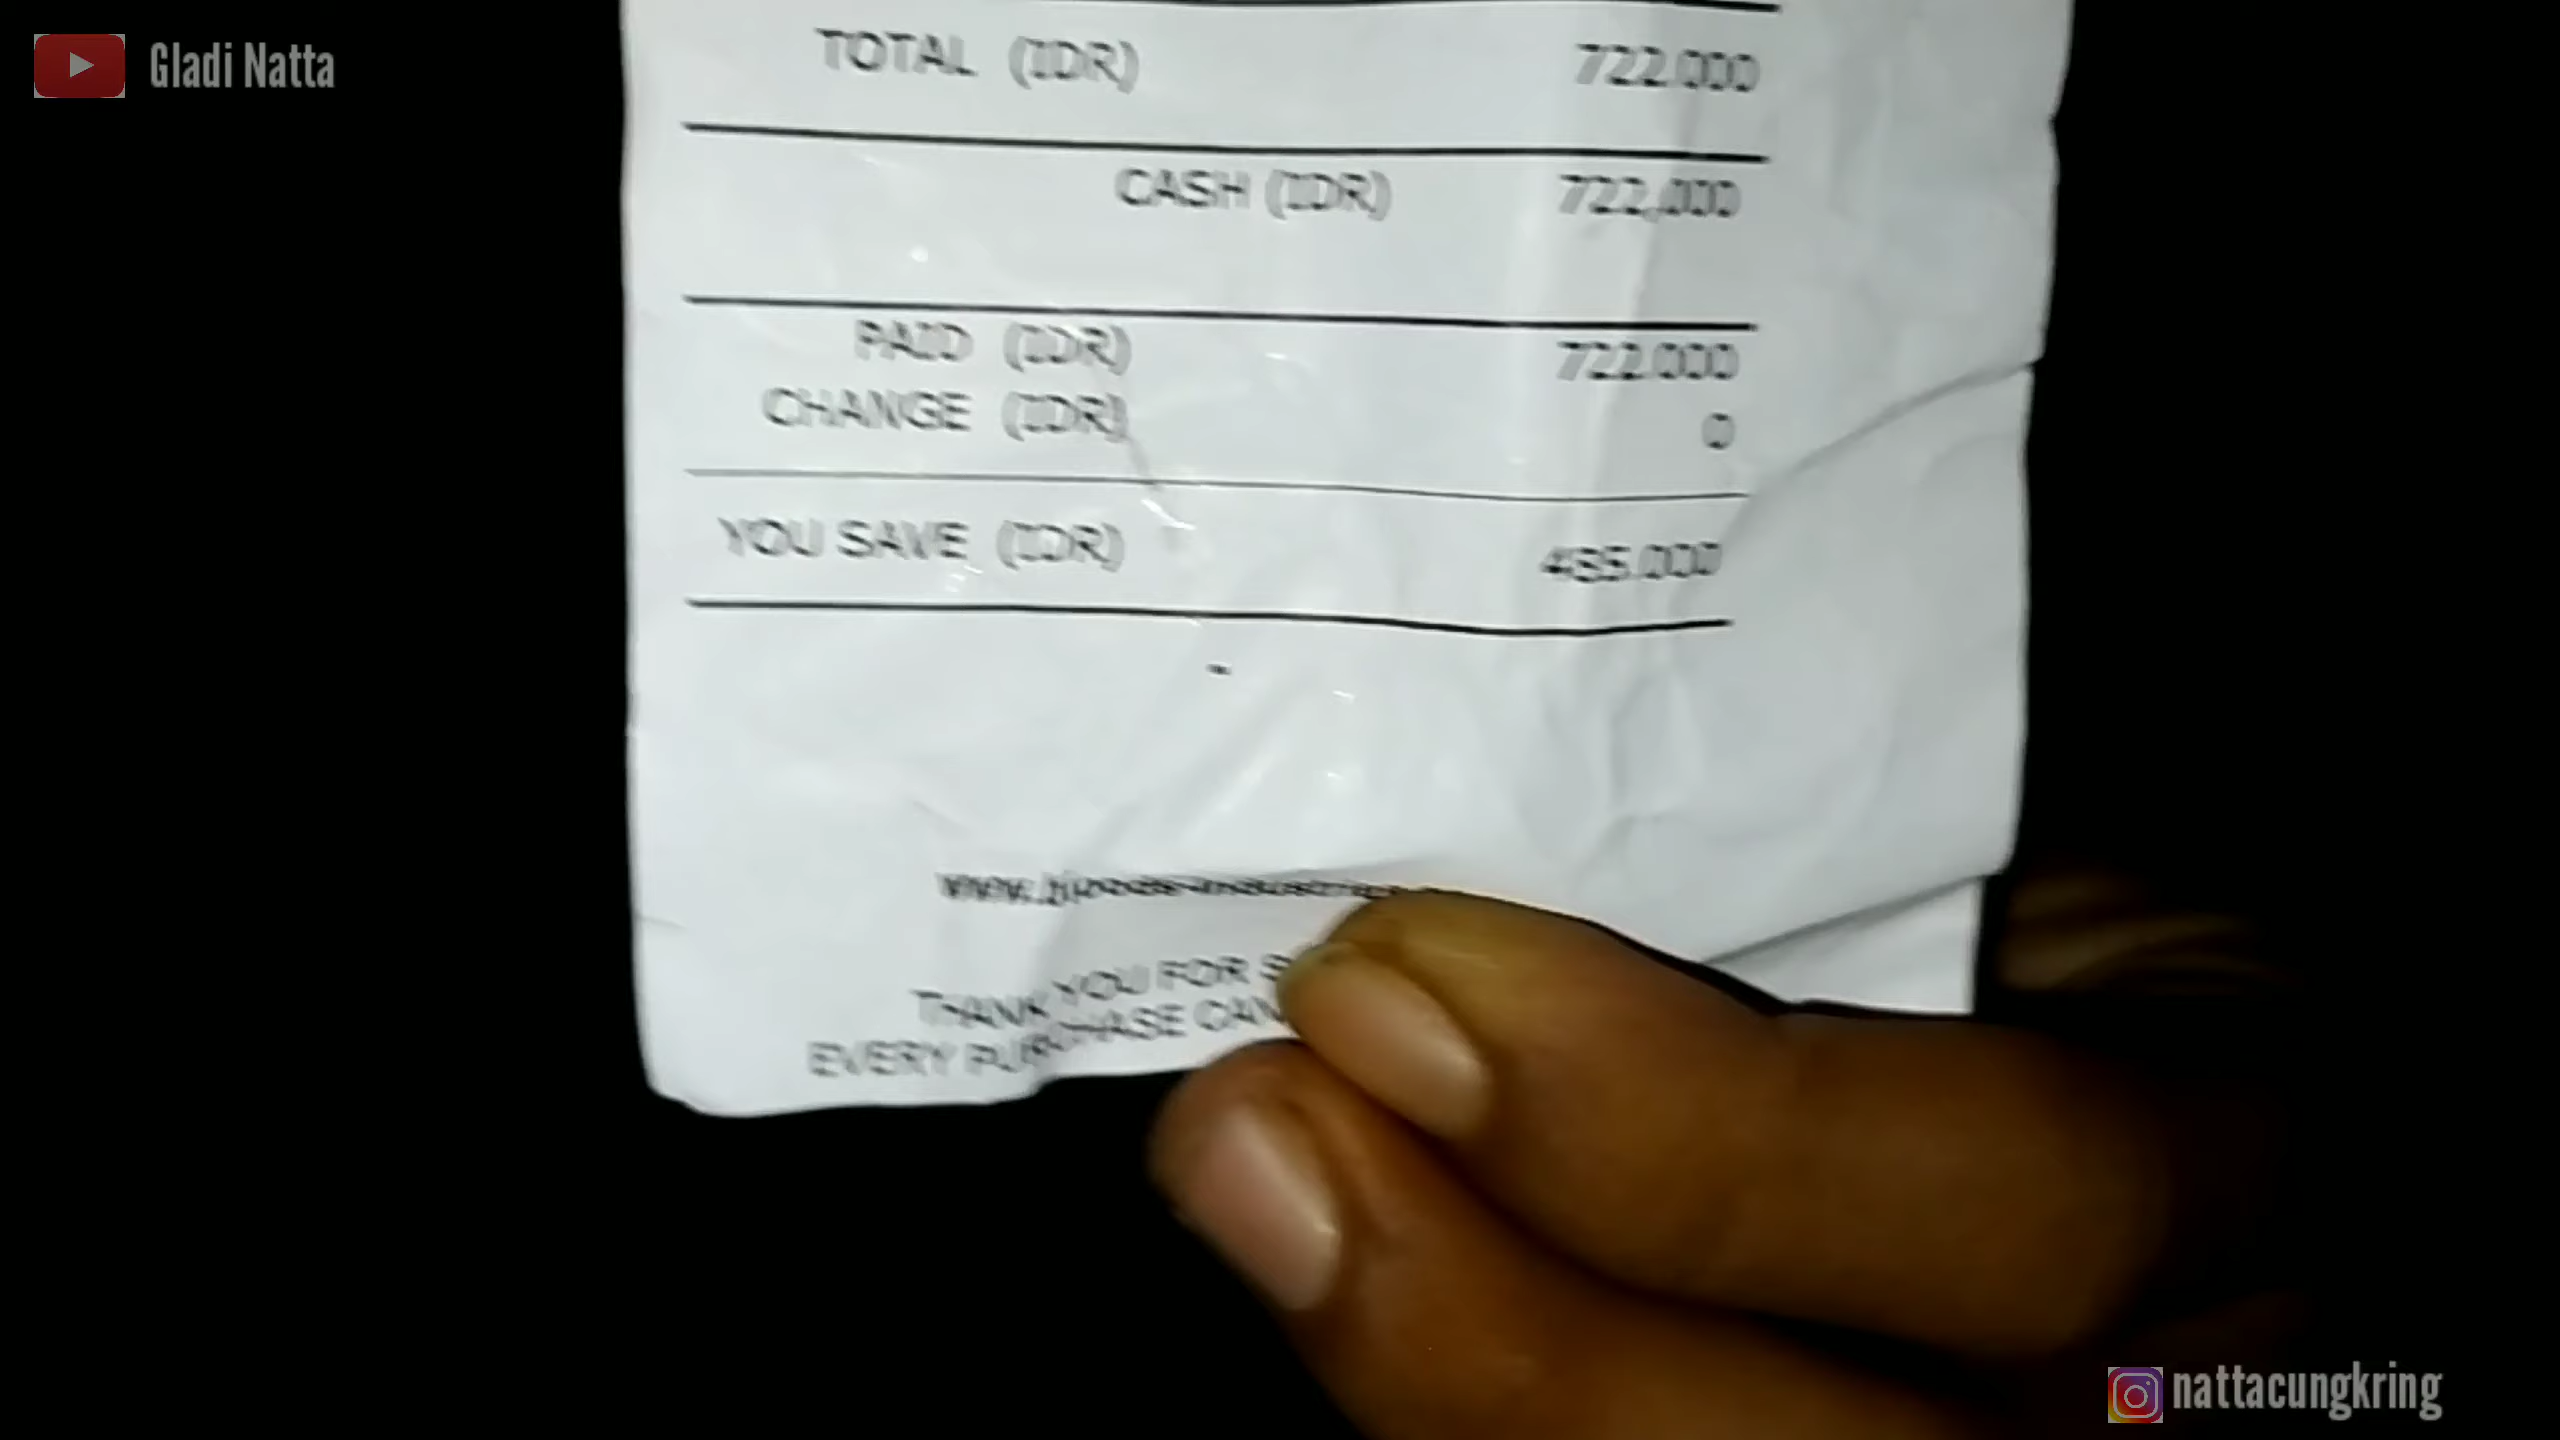 Gladi Natta
TOTAL (IDR) 722.000
CASH (IDR) 722,000
PAID (IDR) 722.000
CHANGE (IDR) 0
YOU SAVE (IDR) 485.000
-
THANK YOU FOR
EVERY PURCHASE
nattacungkring